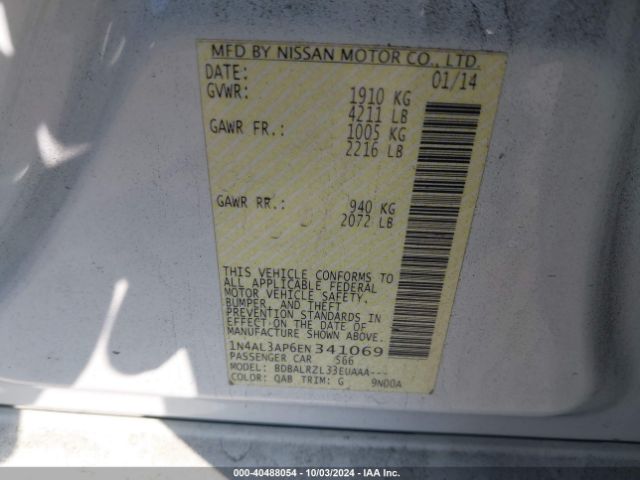 MFD BY NISSAN MOTOR CO., LTD.
DATE: 01/14
GVWR: 1910 KG
4211 LB
GAWR FR.: 1005 KG
2216 LB
GAWR RR.: 940 KG
2072 LB
THIS VEHICLE CONFORMS TO
ALL APPLICABLE FEDERAL
MOTOR VEHICLE SAFETY,
BUMPER, AND THEFT
PREVENTION STANDARDS IN
EFFECT ON THE DATE OF
MANUFACTURE SHOWN ABOVE.
1N4AL3AP6EN341069
PASSENGER CAR 566
MODEL: BDBALRZL33EUAAA---
COLOR: QAB TRIM: G 9N00A
000-40488054 - 10/03/2024 - IAA Inc.